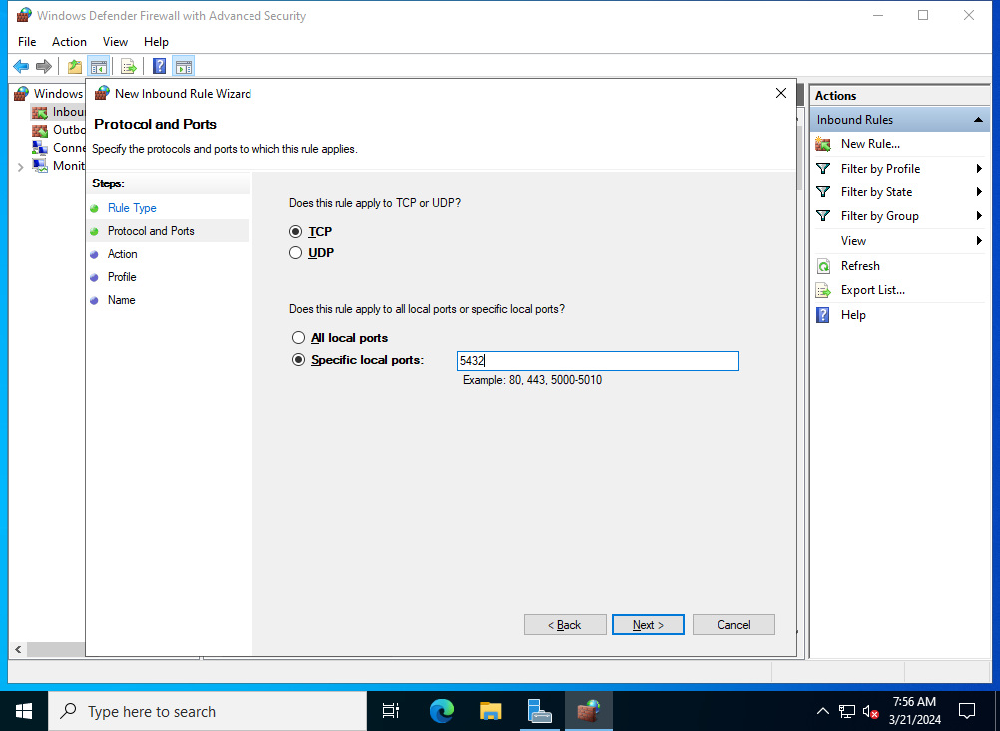 Windows Defender Firewall with Advanced Security
File Action View Help
Windows
Inbou
Outbo
Conne
Monit
New Inbound Rule Wizard
Protocol and Ports
Specify the protocols and ports to which this rule applies.
Steps:
Rule Type
Protocol and Ports
Action
Profile
Name
Does this rule apply to TCP or UDP?
TCP
UDP
Does this rule apply to all local ports or specific local ports?
All local ports
Specific local ports: 5432
Example: 80, 443, 5000-5010
< Back Next > Cancel
Actions
Inbound Rules
New Rule...
Filter by Profile
Filter by State
Filter by Group
View
Refresh
Export List...
Help
Type here to search
7:56 AM
3/21/2024